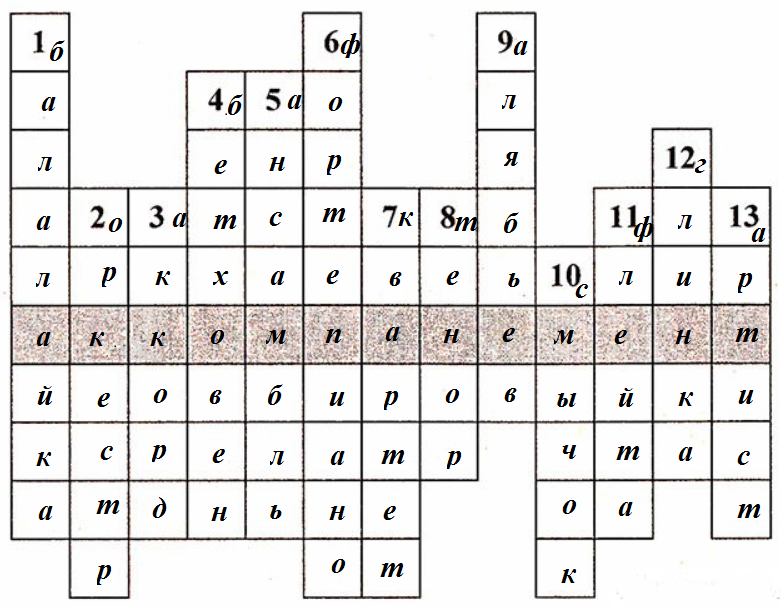 1б 6ф 9а
а 4б 5а о л
л е н р я 12г
а 2о 3а т с т 7к 8т б 11ф л 13а
л р к х а е в е ь 10с л и р
а к к о м п а н е м е н т
й е о в б и р о в ы й к и
к с р е л а т р ч т а с
а т д н ь н е о а т
р о т к